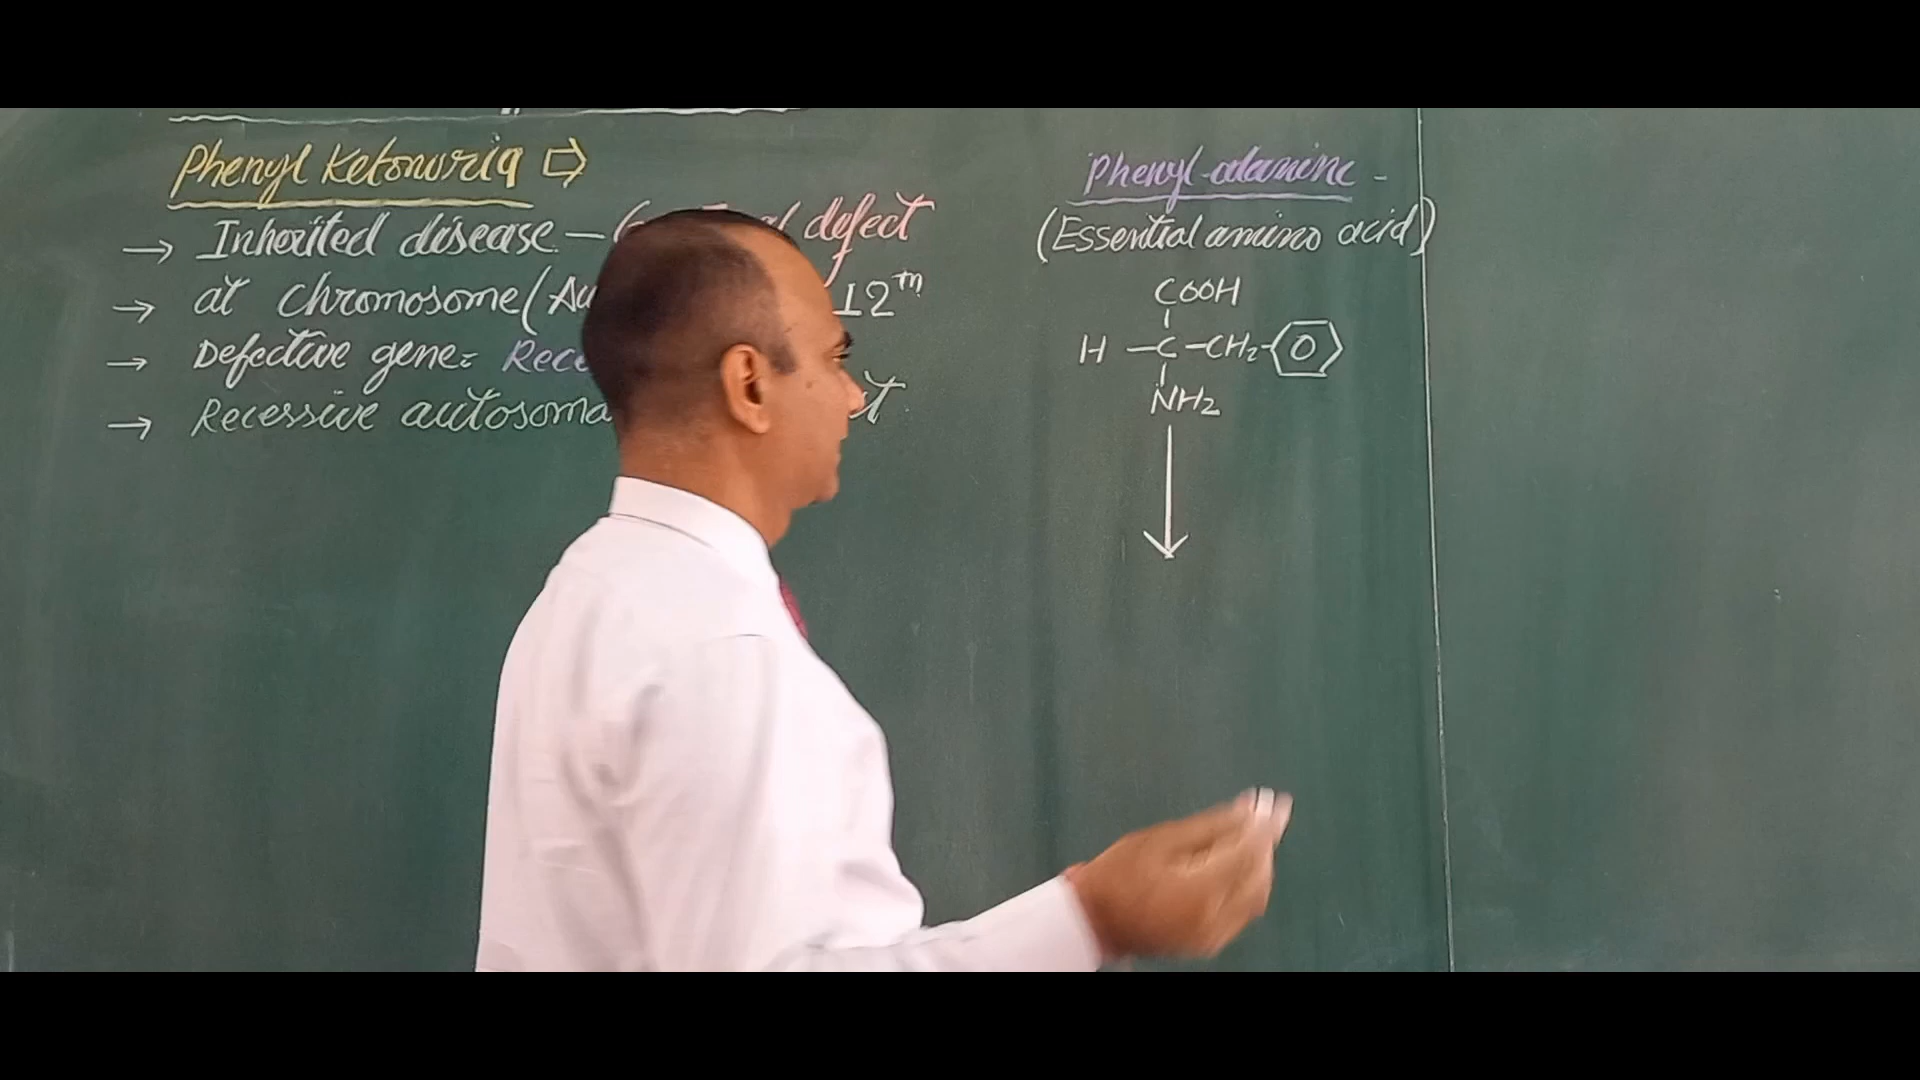 Phenyl Ketonuria ⇨
→ Inherited disease – ( defect
→ at chromosome (Au 12th
→ Defective gene = Rece
→ Recessive autosoma t
Phenyl-alanine -
(Essential amino acid)
COOH
H – C – CH2 –
NH2